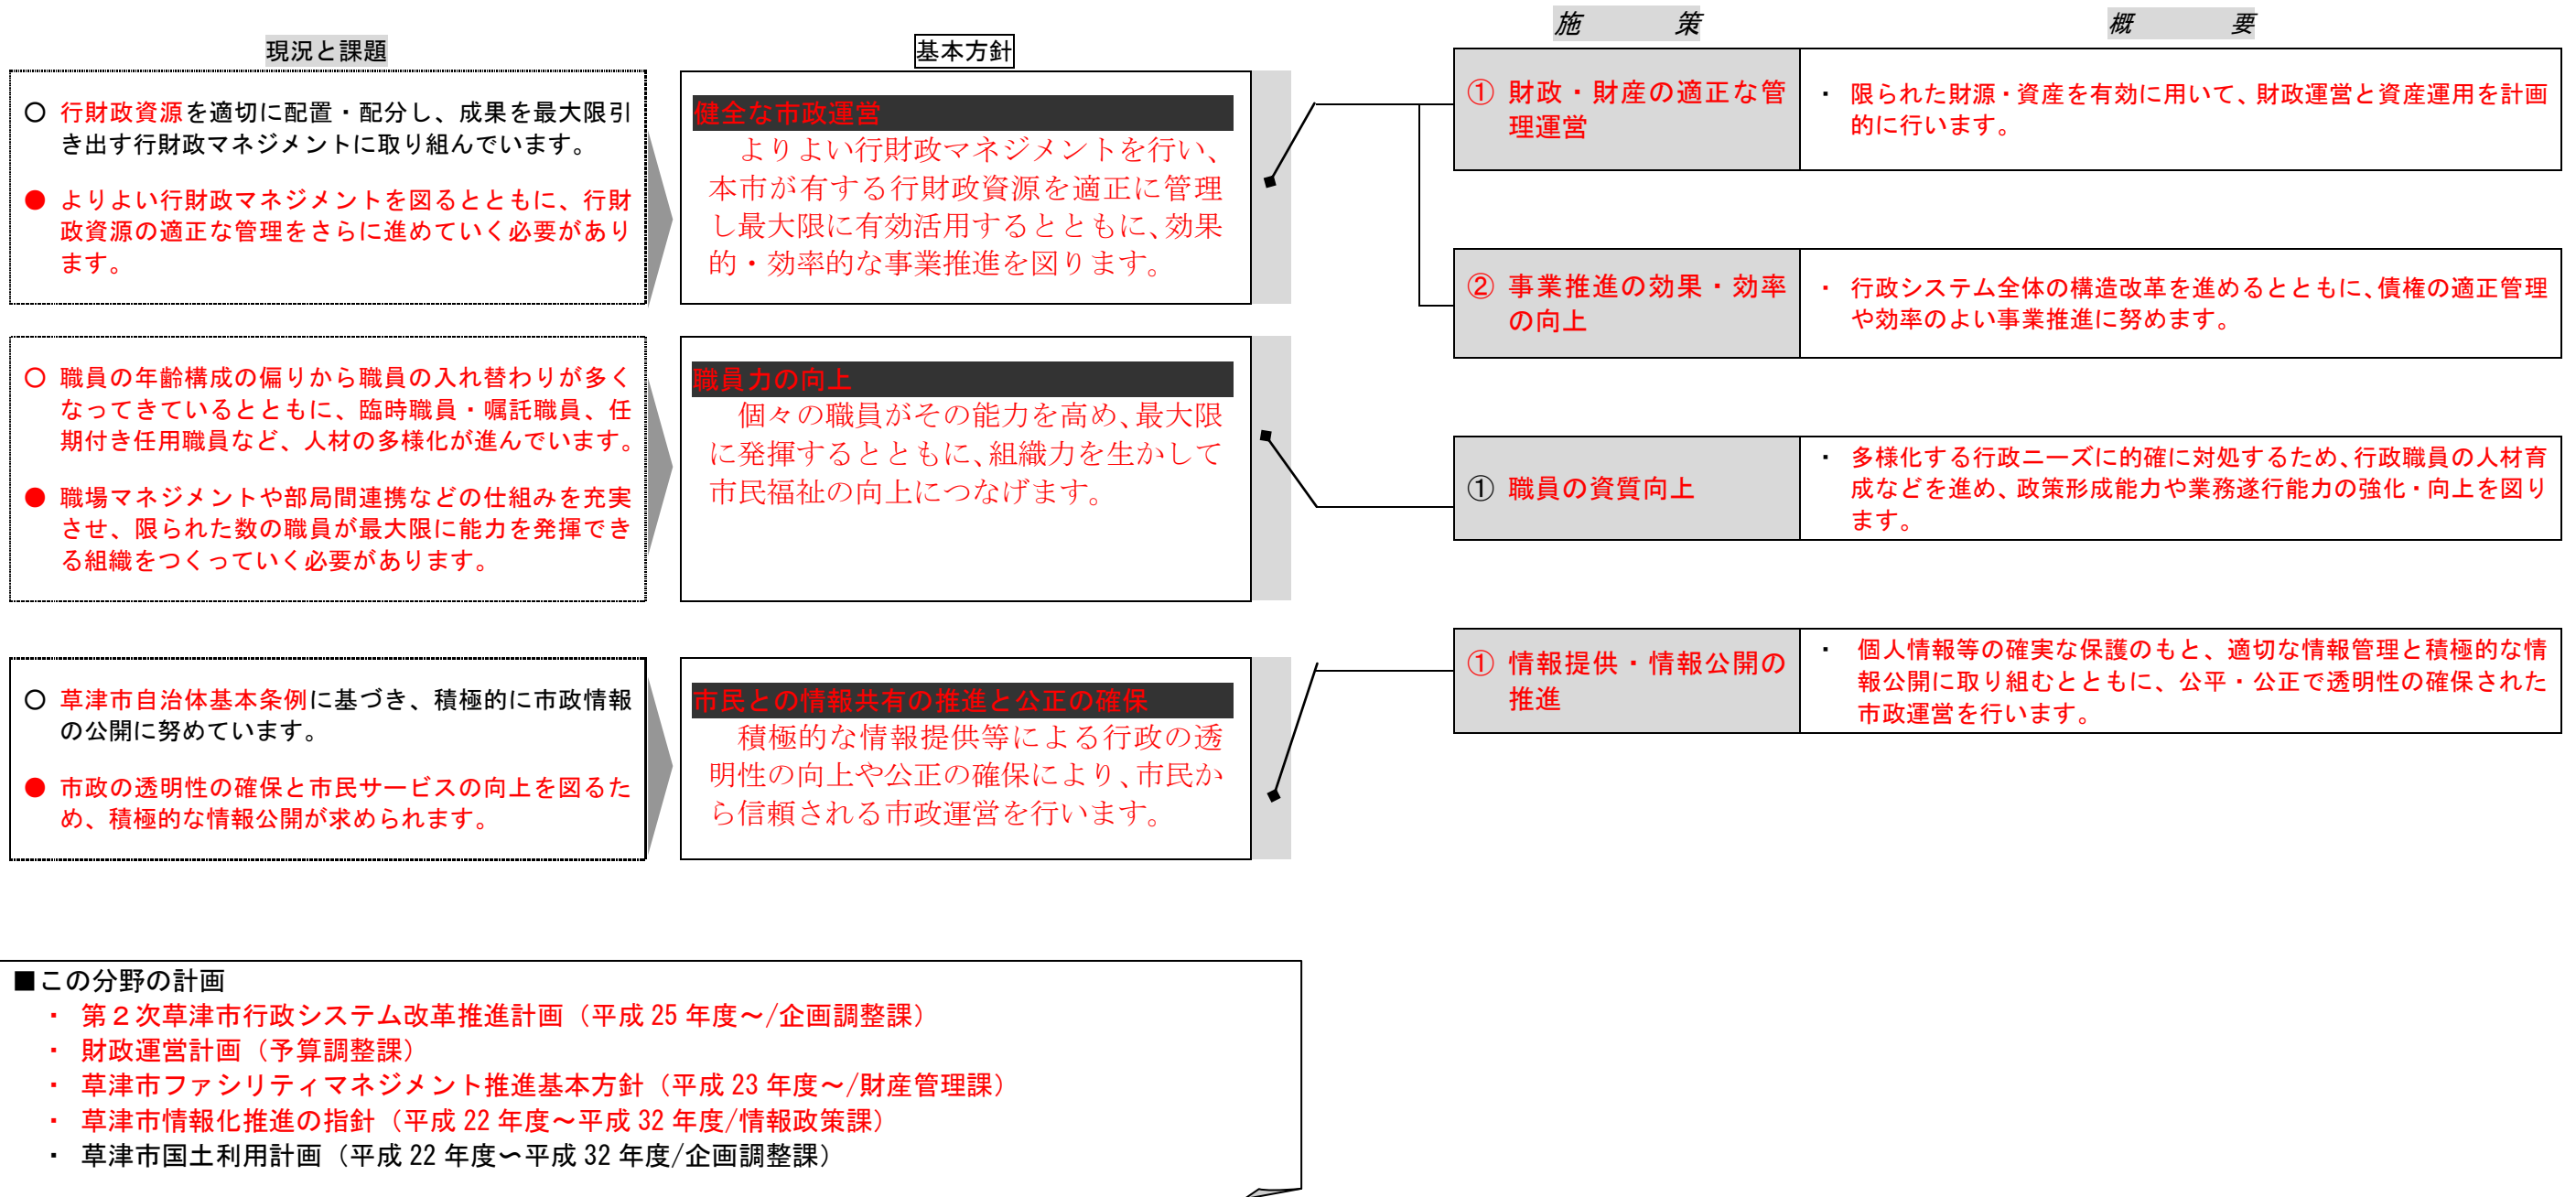 現況と課題
○ 行財政資源を適切に配置・配分し、成果を最大限引
き出す行財政マネジメントに取り組んでいます。
● よりよい行財政マネジメントを図るとともに、行財
政資源の適正な管理をさらに進めていく必要があり
ます。
○ 職員の年齢構成の偏りから職員の入れ替わりが多く
なってきているとともに、臨時職員・嘱託職員、任
期付き任用職員など、人材の多様化が進んでいます。
● 職場マネジメントや部局間連携などの仕組みを充実
させ、限られた数の職員が最大限に能力を発揮でき
る組織をつくっていく必要があります。
○ 草津市自治体基本条例に基づき、積極的に市政情報
の公開に努めています。
● 市政の透明性の確保と市民サービスの向上を図るた
め、積極的な情報公開が求められます。
基本方針
健全な市政運営
よりよい行財政マネジメントを行い、
本市が有する行財政資源を適正に管理
し最大限に有効活用するとともに、効果
的・効率的な事業推進を図ります。
職員力の向上
個々の職員がその能力を高め、最大限
に発揮するとともに、組織力を生かして
市民福祉の向上につなげます。
市民との情報共有の推進と公正の確保
積極的な情報提供等による行政の透
明性の向上や公正の確保により、市民か
ら信頼される市政運営を行います。
施　策
概　要
① 財政・財産の適正な管
理運営
・ 限られた財源・資産を有効に用いて、財政運営と資産運用を計画
的に行います。
② 事業推進の効果・効率
の向上
・ 行政システム全体の構造改革を進めるとともに、債権の適正管理
や効率のよい事業推進に努めます。
① 職員の資質向上
・ 多様化する行政ニーズに的確に対処するため、行政職員の人材育
成などを進め、政策形成能力や業務遂行能力の強化・向上を図り
ます。
① 情報提供・情報公開の
推進
・ 個人情報等の確実な保護のもと、適切な情報管理と積極的な情
報公開に取り組むとともに、公平・公正で透明性の確保された
市政運営を行います。
■この分野の計画
・ 第２次草津市行政システム改革推進計画（平成 25 年度～/企画調整課）
・ 財政運営計画（予算調整課）
・ 草津市ファシリティマネジメント推進基本方針（平成 23 年度～/財産管理課）
・ 草津市情報化推進の指針（平成 22 年度～平成 32 年度/情報政策課）
・ 草津市国土利用計画（平成 22 年度～平成 32 年度/企画調整課）